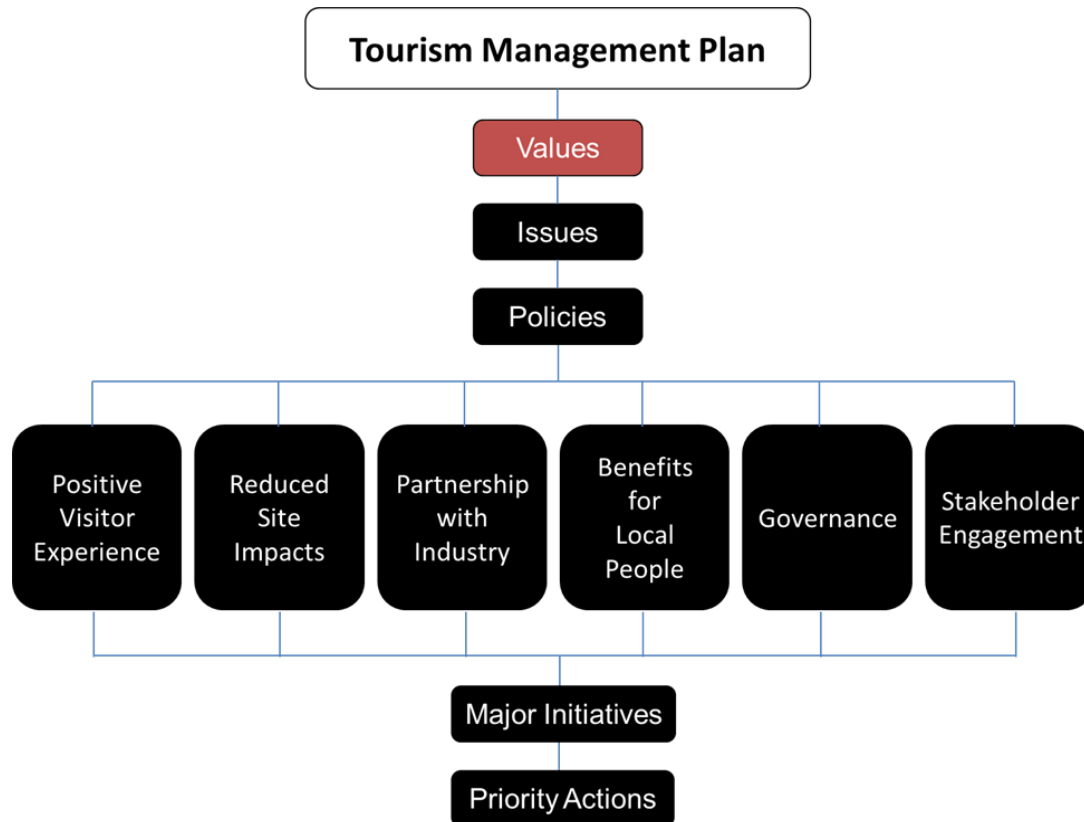 Tourism Management Plan
Values
Issues
Policies
Positive
Visitor
Experience
Reduced
Site
Impacts
Partnership
with
Industry
Benefits
for
Local
People
Governance
Stakeholder
Engagement
Major Initiatives
Priority Actions